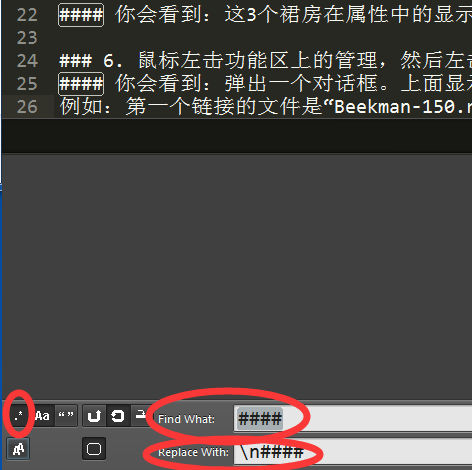 22 #### 你会看到：这3个裙房在属性中的显示
23
24 ### 6. 鼠标左击功能区上的管理，然后左击
25 #### 你会看到：弹出一个对话框。上面显示
26 例如：第一个链接的文件是“Beekman-150.r
.* Aa “”
Find What: ####
Replace With: \n####